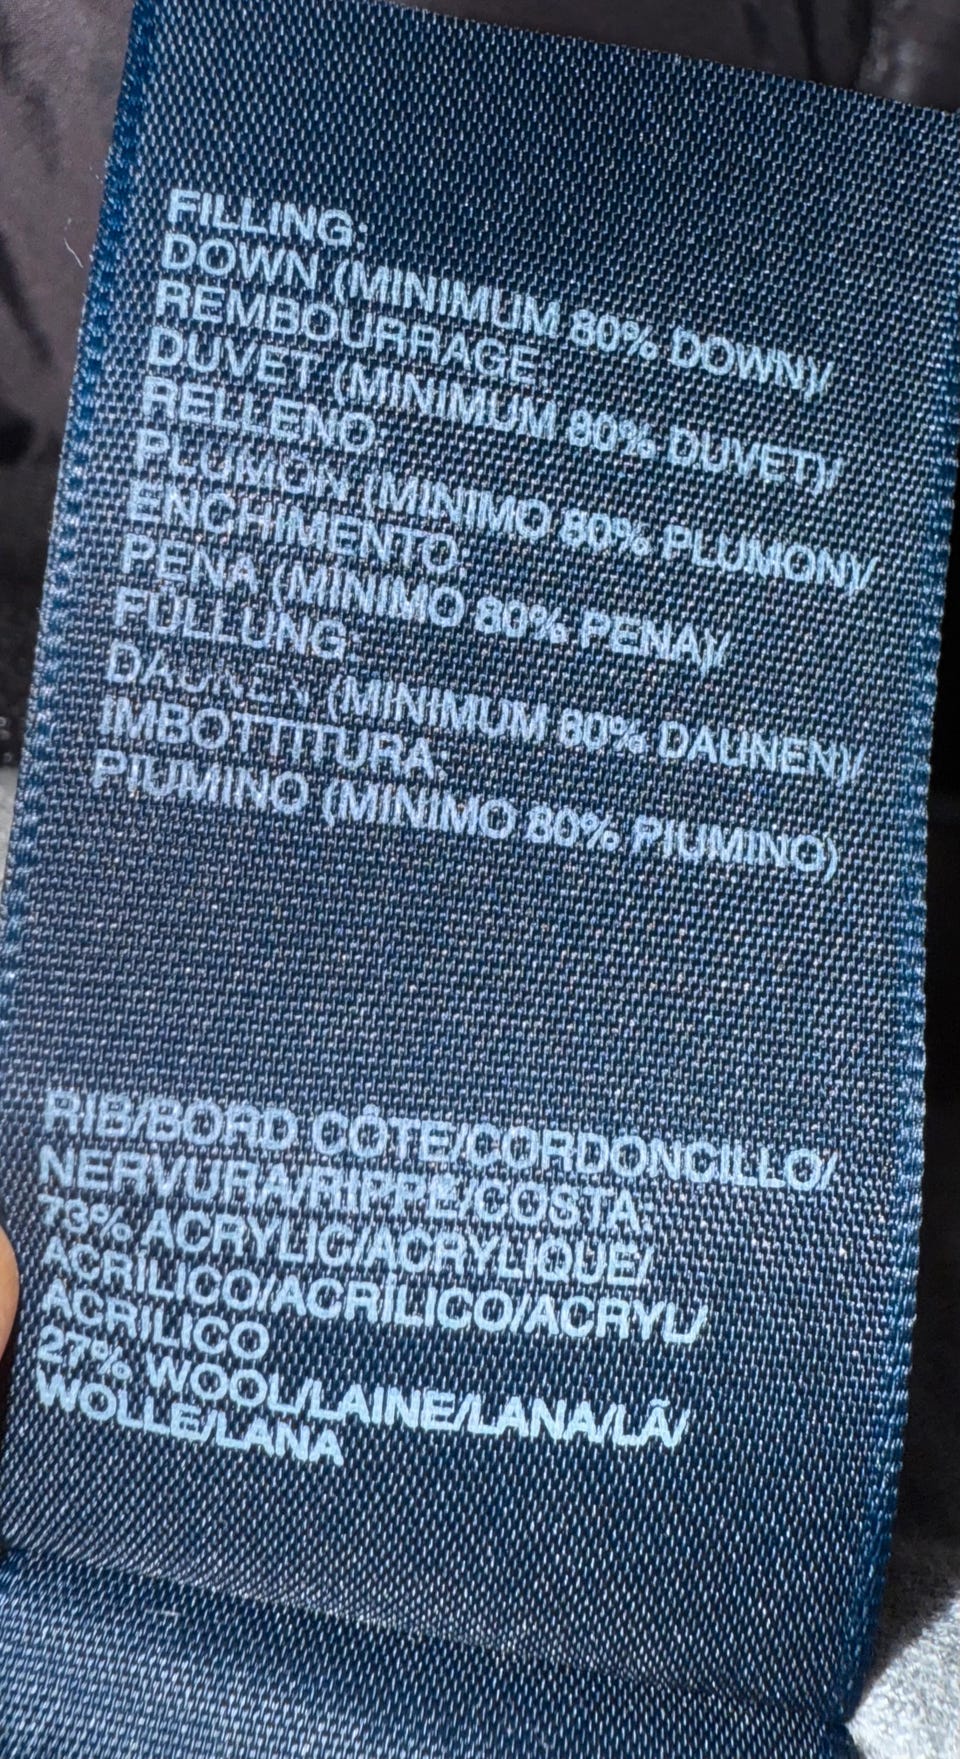 FILLING:
DOWN (MINIMUM 80% DOWN)/
REMBOURRAGE:
DUVET (MINIMUM 80% DUVET)/
RELLENO:
PLUMON (MINIMO 80% PLUMON)/
ENCHIMENTO:
PENA (MINIMO 80% PENA)/
FÜLLUNG:
DAUNEN (MINIMUM 80% DAUNEN)/
IMBOTTITURA:
PIUMINO (MINIMO 80% PIUMINO)
RIB/BORD CÔTE/CORDONCILLO/
NERVURA/RIPPE/COSTA:
73% ACRYLIC/ACRYLIQUE/
ACRÍLICO/ACRÍLICO/ACRYL/
ACRILICO
27% WOOL/LAINE/LANA/LÃ/
WOLLE/LANA